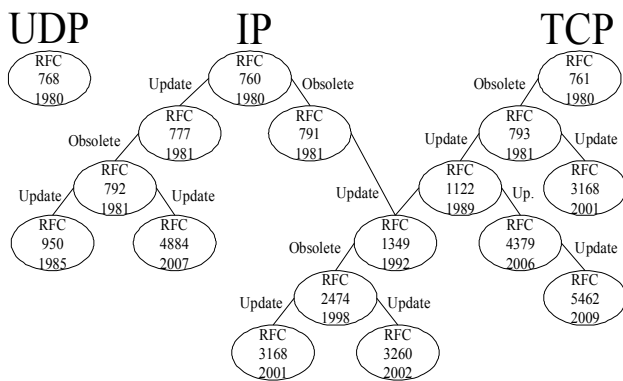 UDP
IP
TCP
RFC
768
1980
RFC
760
1980
RFC
761
1980
Update
Obsolete
Obsolete
RFC
777
1981
RFC
791
1981
RFC
793
1981
Obsolete
Update
Update
RFC
792
1981
RFC
1122
1989
RFC
3168
2001
Update
Update
Update
Up.
RFC
950
1985
RFC
4884
2007
RFC
1349
1992
RFC
4379
2006
Obsolete
Update
RFC
2474
1998
RFC
5462
2009
Update
Update
RFC
3168
2001
RFC
3260
2002